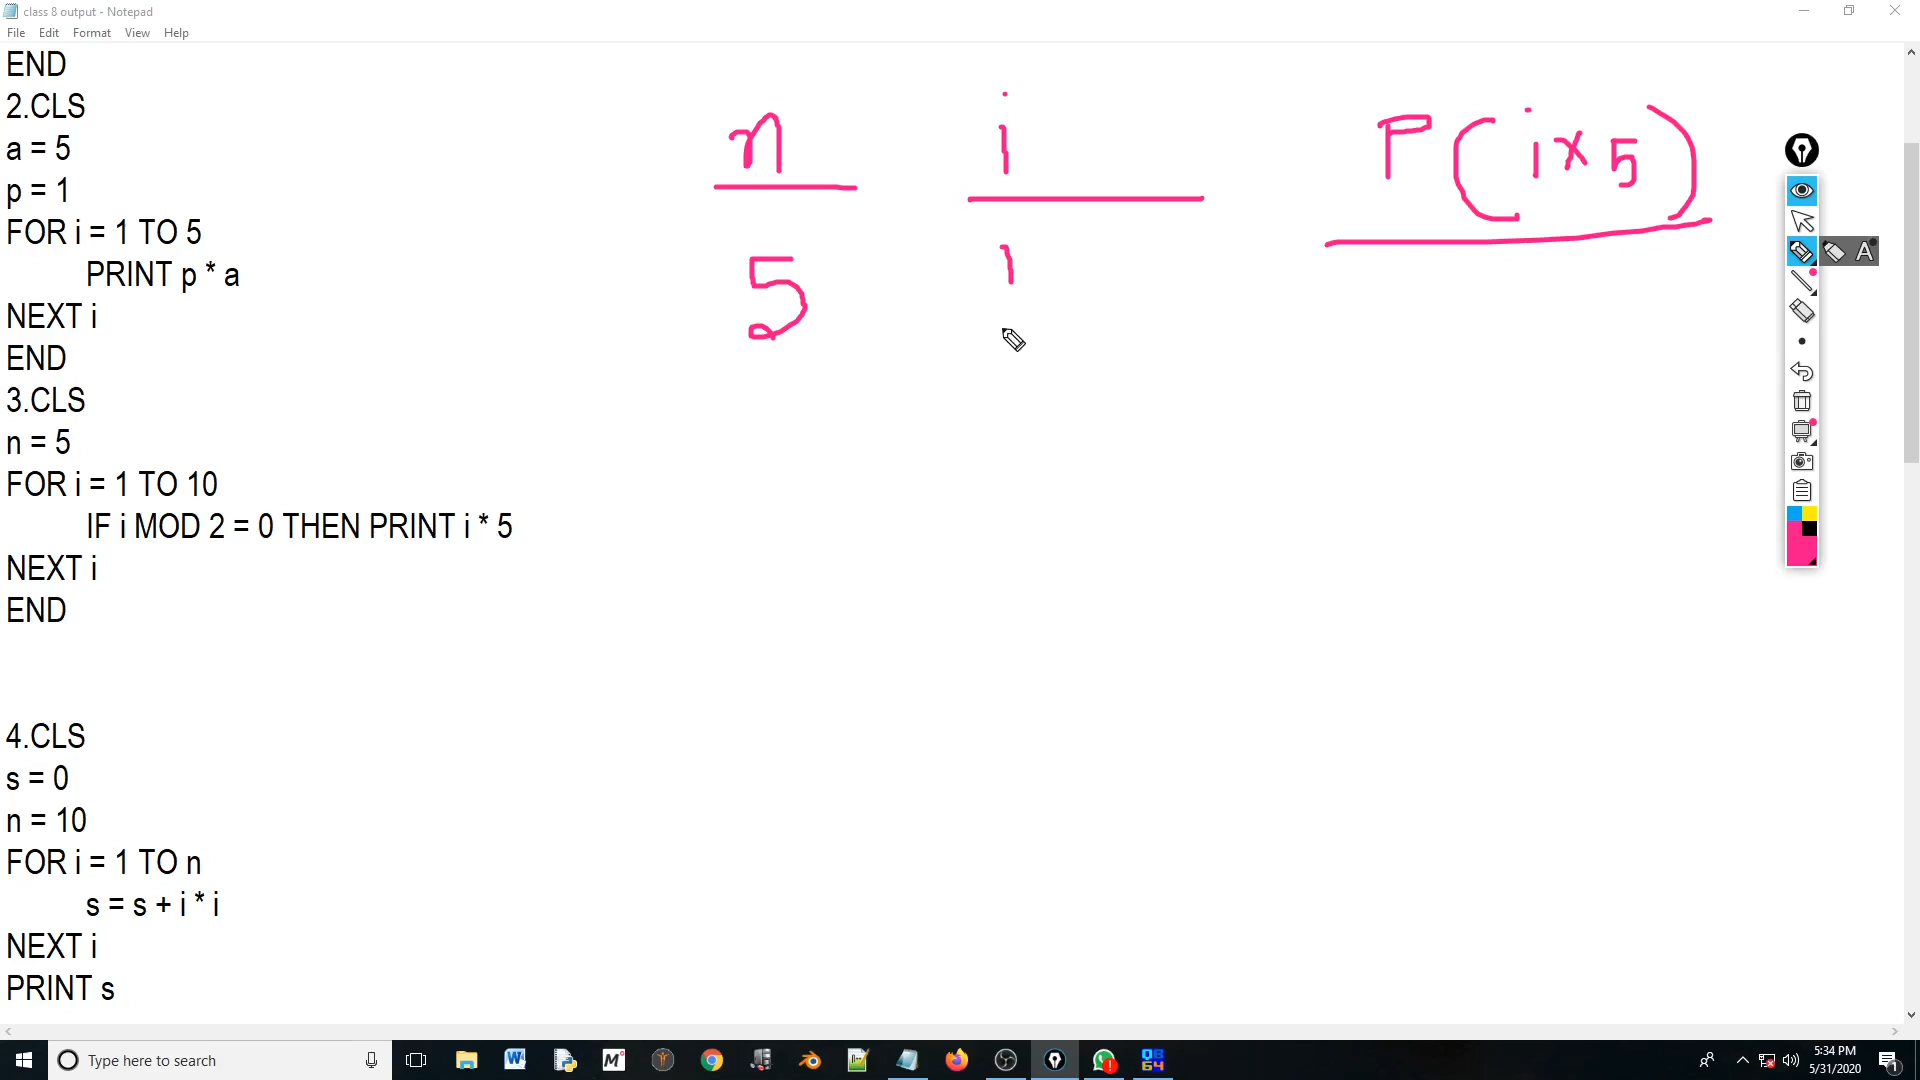 class 8 output - Notepad
File Edit Format View Help
END
2.CLS
a = 5
p = 1
FOR i = 1 TO 5
PRINT p * a
NEXT i
END
3.CLS
n = 5
FOR i = 1 TO 10
IF i MOD 2 = 0 THEN PRINT i * 5
NEXT i
END
4.CLS
s = 0
n = 10
FOR i = 1 TO n
s = s + i * i
NEXT i
PRINT s
n i P(i×5)
5 1
A
Type here to search
QB
64
5:34 PM
5/31/2020
1